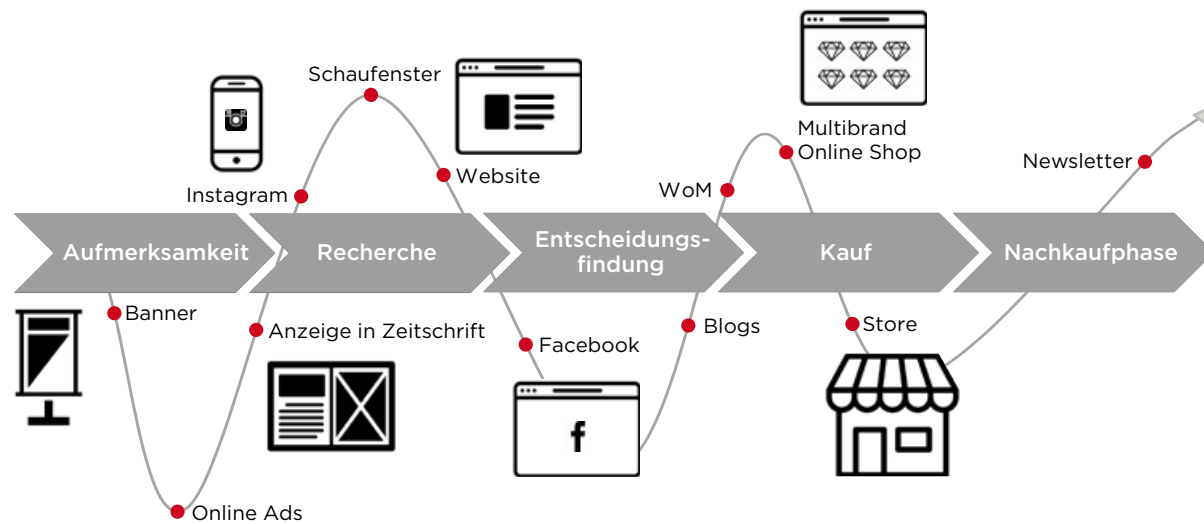 Schaufenster
Instagram
Website
WoM
Multibrand
Online Shop
Newsletter
Aufmerksamkeit
Recherche
Entscheidungs-
findung
Kauf
Nachkaufphase
Banner
Anzeige in Zeitschrift
Facebook
Blogs
Store
f
Online Ads